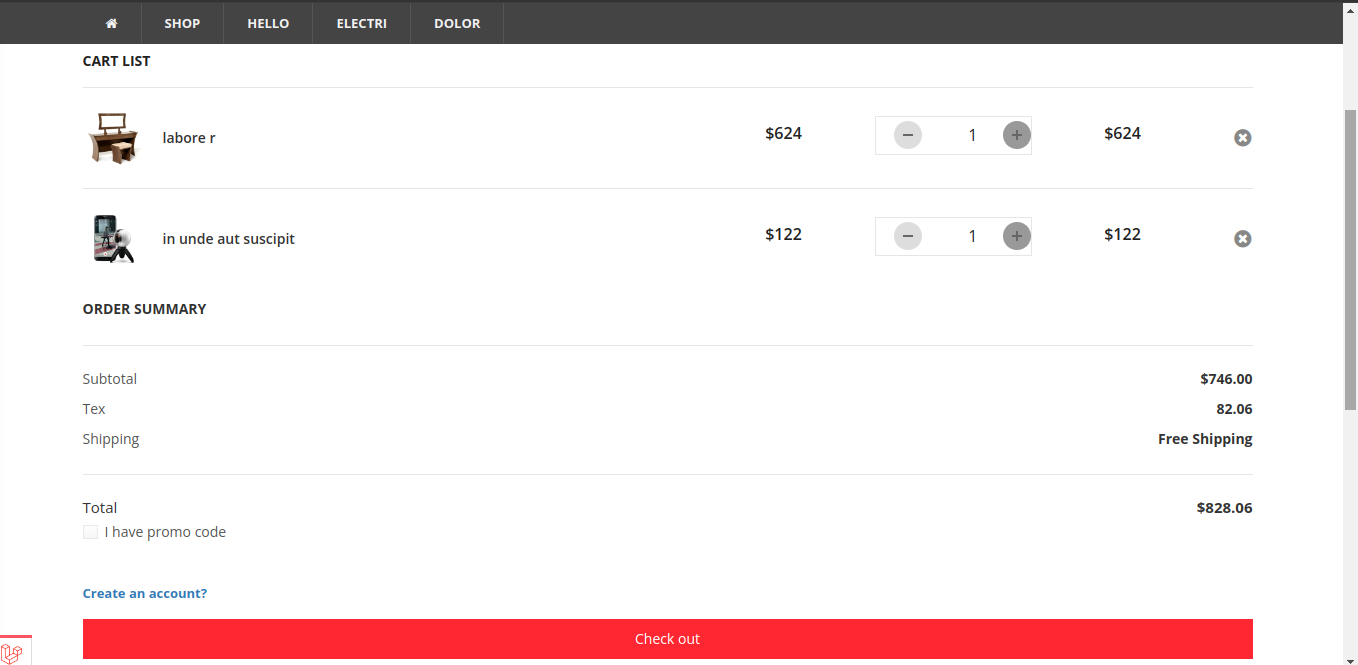 SHOP HELLO ELECTRI DOLOR
CART LIST
labore r $624 1 $624
in unde aut suscipit $122 1 $122
ORDER SUMMARY
Subtotal $746.00
Tex 82.06
Shipping Free Shipping
Total $828.06
I have promo code
Create an account?
Check out